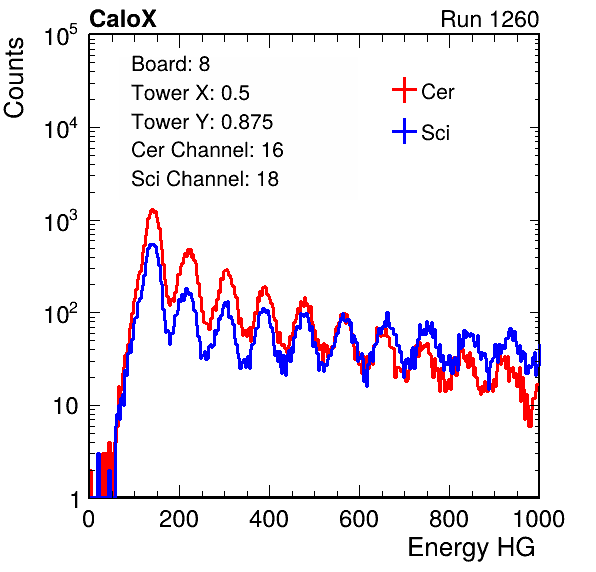 CaloX Run 1260
Counts
Board: 8
Tower X: 0.5
Tower Y: 0.875
Cer Channel: 16
Sci Channel: 18
Cer
Sci
10^5
10^4
10^3
10^2
10
1
0 200 400 600 800 1000
Energy HG